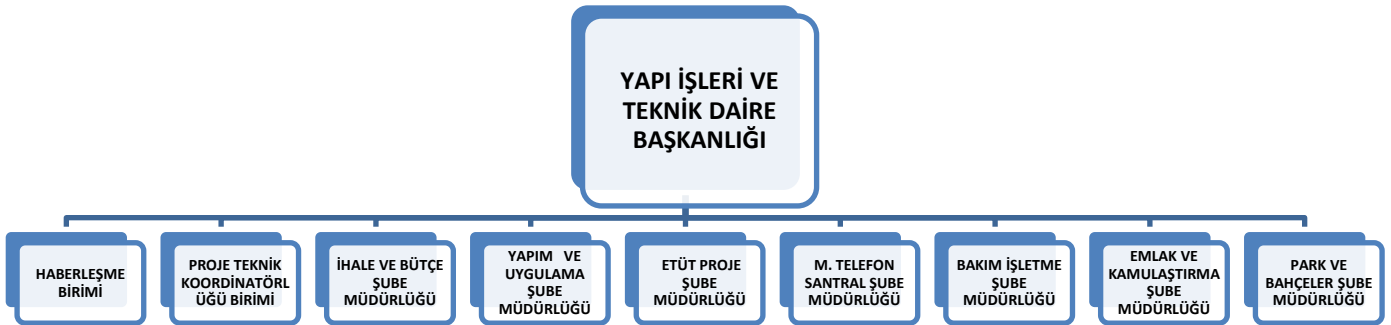 YAPI İŞLERİ VE
TEKNİK DAİRE
BAŞKANLIĞI
HABERLEŞME
BİRİMİ
PROJE TEKNİK
KOORDİNATÖRL
ÜĞÜ BİRİMİ
İHALE VE BÜTÇE
ŞUBE
MÜDÜRLÜĞÜ
YAPIM VE
UYGULAMA
ŞUBE
MÜDÜRLÜĞÜ
ETÜT PROJE
ŞUBE
MÜDÜRLÜĞÜ
M. TELEFON
SANTRAL ŞUBE
MÜDÜRLÜĞÜ
BAKIM İŞLETME
ŞUBE
MÜDÜRLÜĞÜ
EMLAK VE
KAMULAŞTIRMA
ŞUBE
MÜDÜRLÜĞÜ
PARK VE
BAHÇELER ŞUBE
MÜDÜRLÜĞÜ